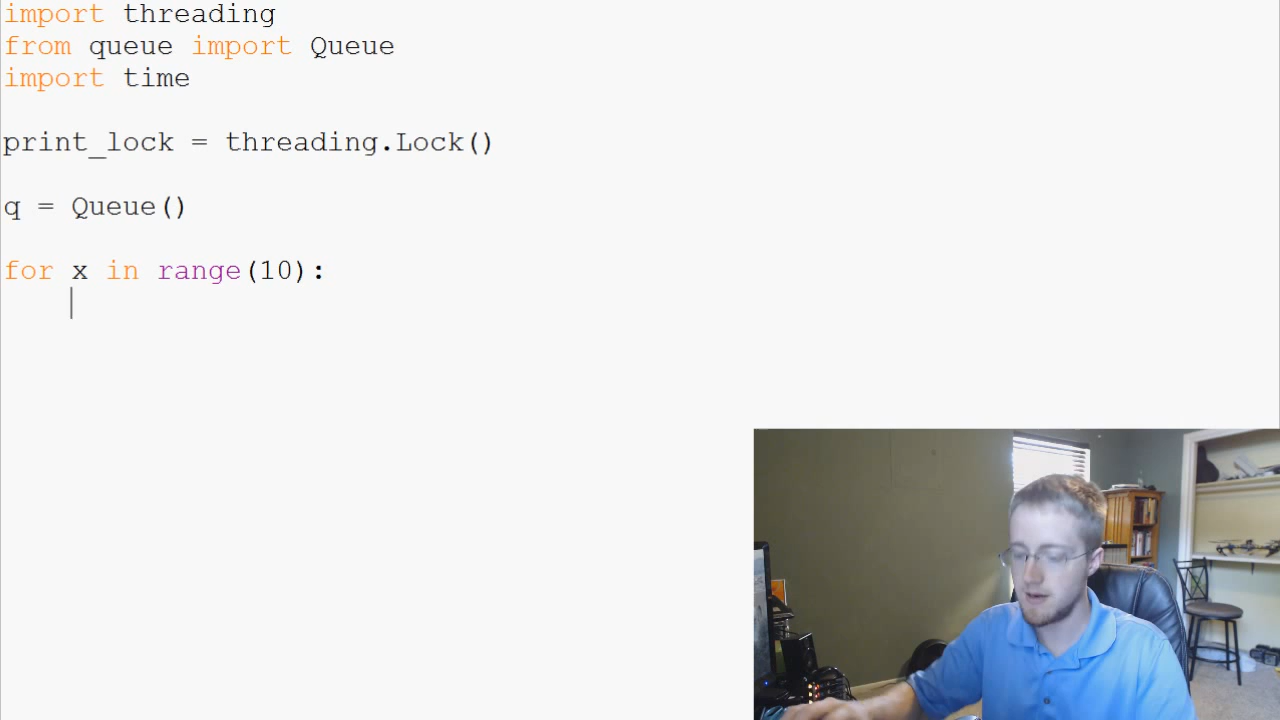 import threading
from queue import Queue
import time
print_lock = threading.Lock()
q = Queue()
for x in range(10):